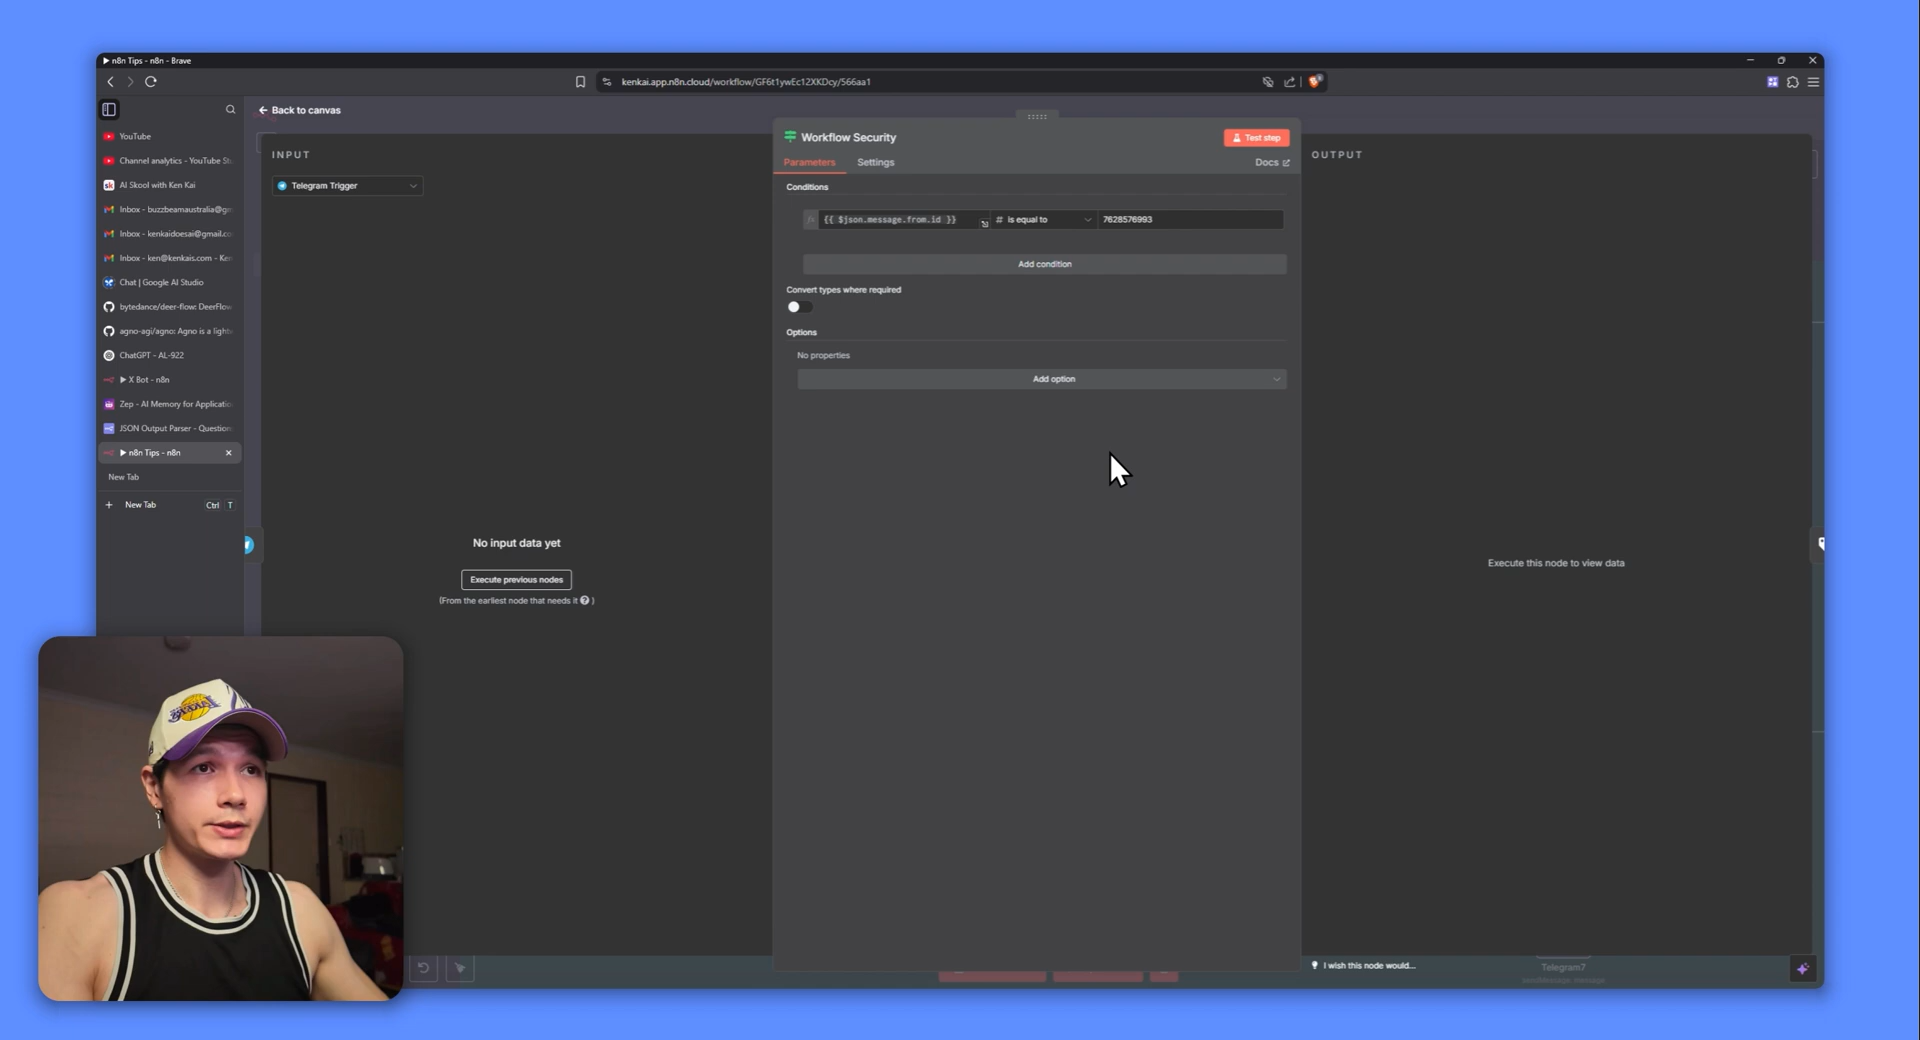 n8n Tips - n8n - Brave
kenkai.app.n8n.cloud/workflow/GF6t1ywEc12XKDcy/566aa1
YouTube
Channel analytics - YouTube St
AI Skool with Ken Kai
Inbox - buzzbeamaustralia@gm
Inbox - kenkaidoesai@gmail.co
Inbox - ken@kenkais.com - Ken
Chat | Google AI Studio
bytedance/deer-flow: DeerFlow
agno-agi/agno: Agno is a light
ChatGPT - AL-922
X Bot - n8n
Zep - AI Memory for Applicatio
JSON Output Parser - Question
n8n Tips - n8n
New Tab
New Tab Ctrl T
Back to canvas
INPUT
Telegram Trigger
No input data yet
Execute previous nodes
(From the earliest node that needs it ? )
Workflow Security
Test step
Parameters Settings Docs
Conditions
fx {{ $json.message.from.id }} # is equal to 7628576993
Add condition
Convert types where required
Options
No properties
Add option
OUTPUT
Execute this node to view data
I wish this node would...
Telegram7
sendMessage: message